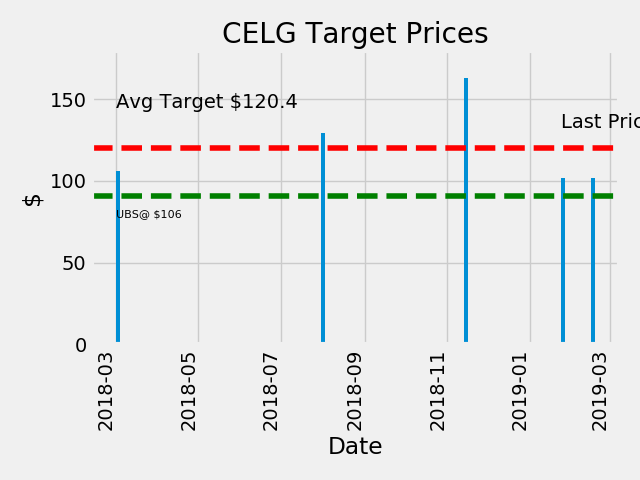 CELG Target Prices
Avg Target $120.4
Last Pric
UBS@ $106
$
150
100
50
0
2018-03
2018-05
2018-07
2018-09
2018-11
2019-01
2019-03
Date